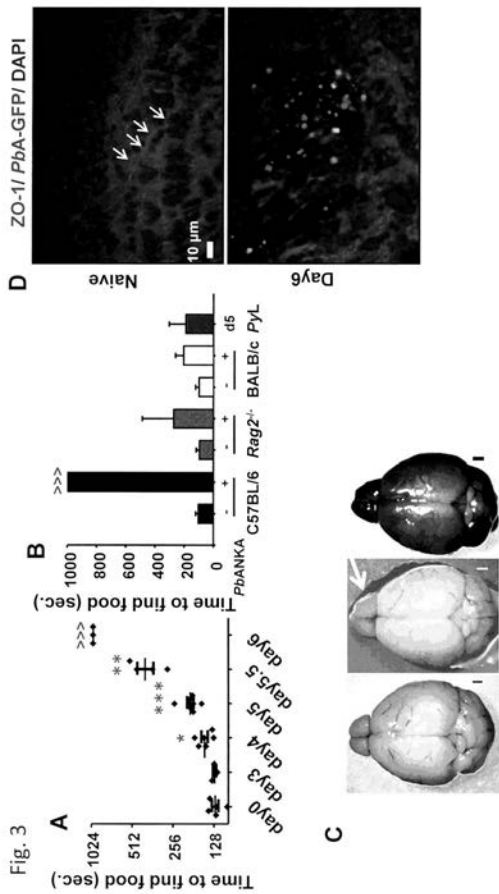 Fig. 3
A
Time to find food (sec.)
1024
512
256
128
day0
day3
day4
day5
day5.5
day6
*
***
**
>>>
B
Time to find food (sec.)
1000
800
600
400
200
0
>>>
PbANKA
- + - + - + d5
C57BL/6 Rag2-/- BALB/c PyL
C
D
ZO-1/ PbA-GFP/ DAPI
Naive
10 µm
Day6